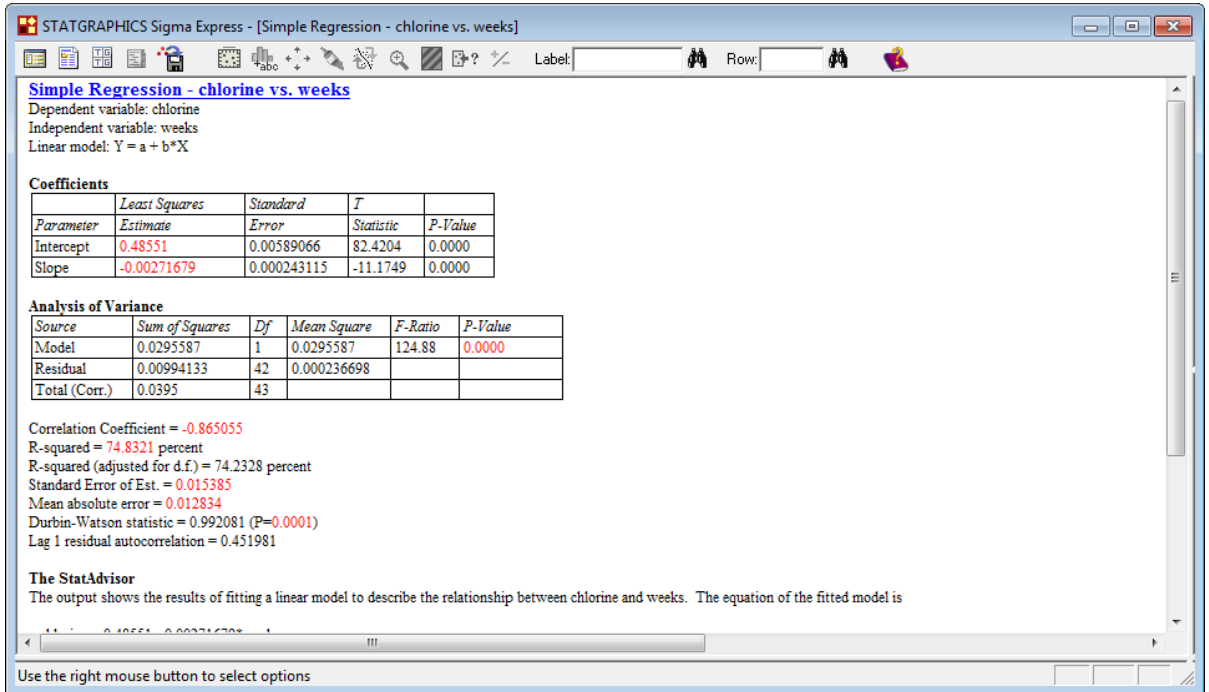 STATGRAPHICS Sigma Express - [Simple Regression - chlorine vs. weeks]
Label: Row:
Simple Regression - chlorine vs. weeks
Dependent variable: chlorine
Independent variable: weeks
Linear model: Y = a + b*X
Coefficients
Least Squares Standard T
Parameter Estimate Error Statistic P-Value
Intercept 0.48551 0.00589066 82.4204 0.0000
Slope -0.00271679 0.000243115 -11.1749 0.0000
Analysis of Variance
Source Sum of Squares Df Mean Square F-Ratio P-Value
Model 0.0295587 1 0.0295587 124.88 0.0000
Residual 0.00994133 42 0.000236698
Total (Corr.) 0.0395 43
Correlation Coefficient = -0.865055
R-squared = 74.8321 percent
R-squared (adjusted for d.f.) = 74.2328 percent
Standard Error of Est. = 0.015385
Mean absolute error = 0.012834
Durbin-Watson statistic = 0.992081 (P=0.0001)
Lag 1 residual autocorrelation = 0.451981
The StatAdvisor
The output shows the results of fitting a linear model to describe the relationship between chlorine and weeks. The equation of the fitted model is
Use the right mouse button to select options